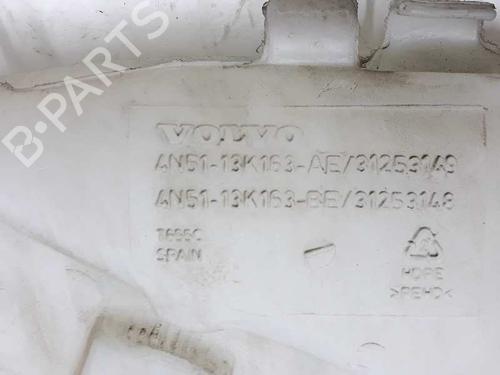 VOLVO
4N51-13K163-AE/31253149
4N51-13K163-BE/31253148
SPAIN
HDPE
>PEHD<
B-PARTS